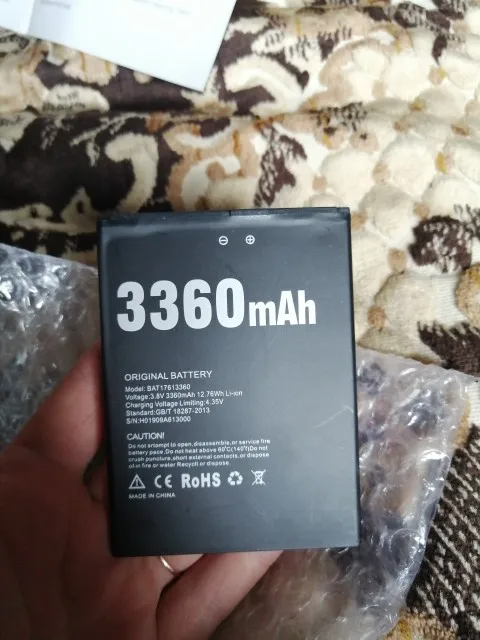 ⊖ ⊕
3360mAh
ORIGINAL BATTERY
Model: BAT17613360
Voltage:3.8V 3360mAh 12.76Wh Li-ion
Charging Voltage Limited:4.35V
Standard:GB/T 18287-2013
S/N:H01909A613000
CAUTION!
Do not attempt to open,disassemble,or service
battery pace,Do not heat above 60°C(140°f)Do not
crush puncture,short external contacts, or dispose
of in fire or water Recycle or dispose
CE RoHS
MADE IN CHINA